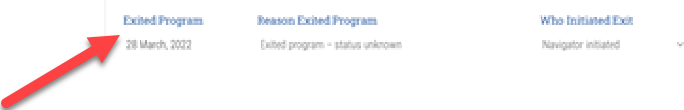 Exited Program Reason Exited Program Who Initiated Exit
28 March, 2022 Exited program – status unknown Navigator initiated